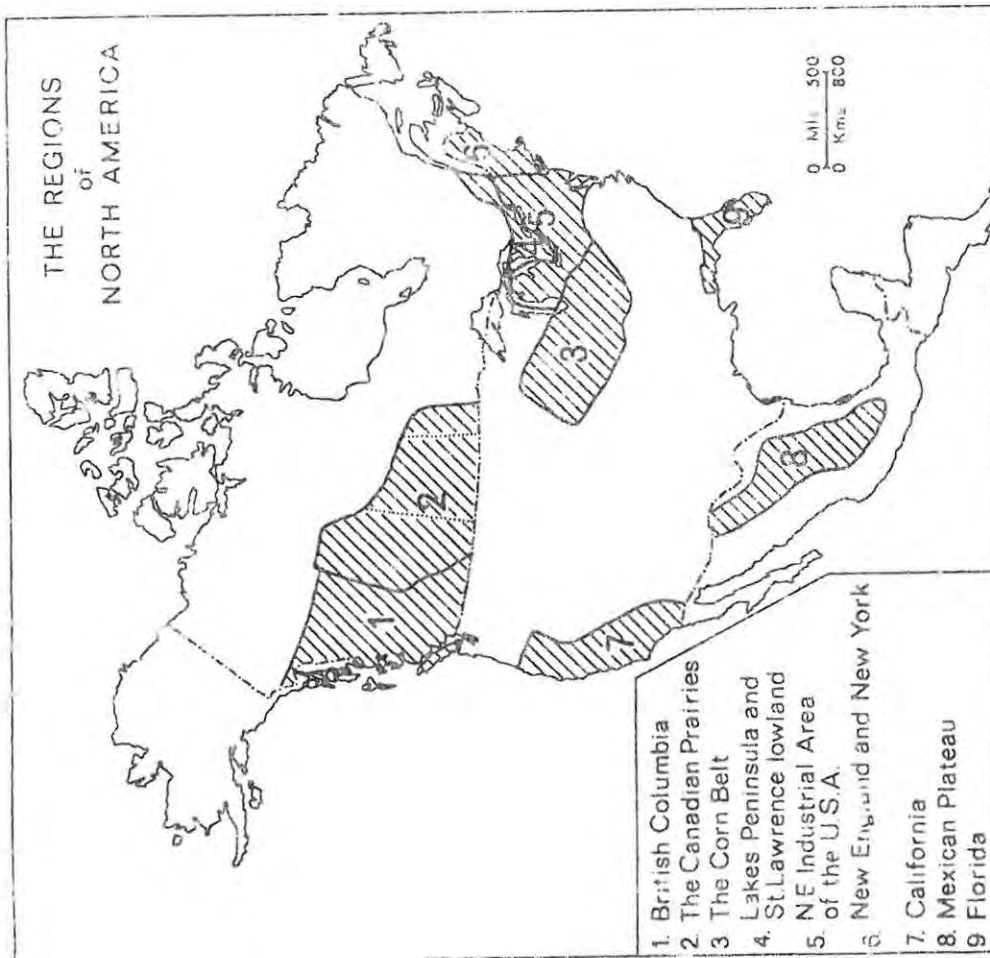 THE REGIONS
of
NORTH AMERICA
1
2
3
4
5
6
7
8
9
0 Mls 500
0 Kms 800
1. British Columbia
2. The Canadian Prairies
3 The Corn Belt
4. Lakes Peninsula and
St. Lawrence lowland
5. NE Industrial Area
of the U.S.A.
6. New England and New York
7. California
8. Mexican Plateau
9 Florida